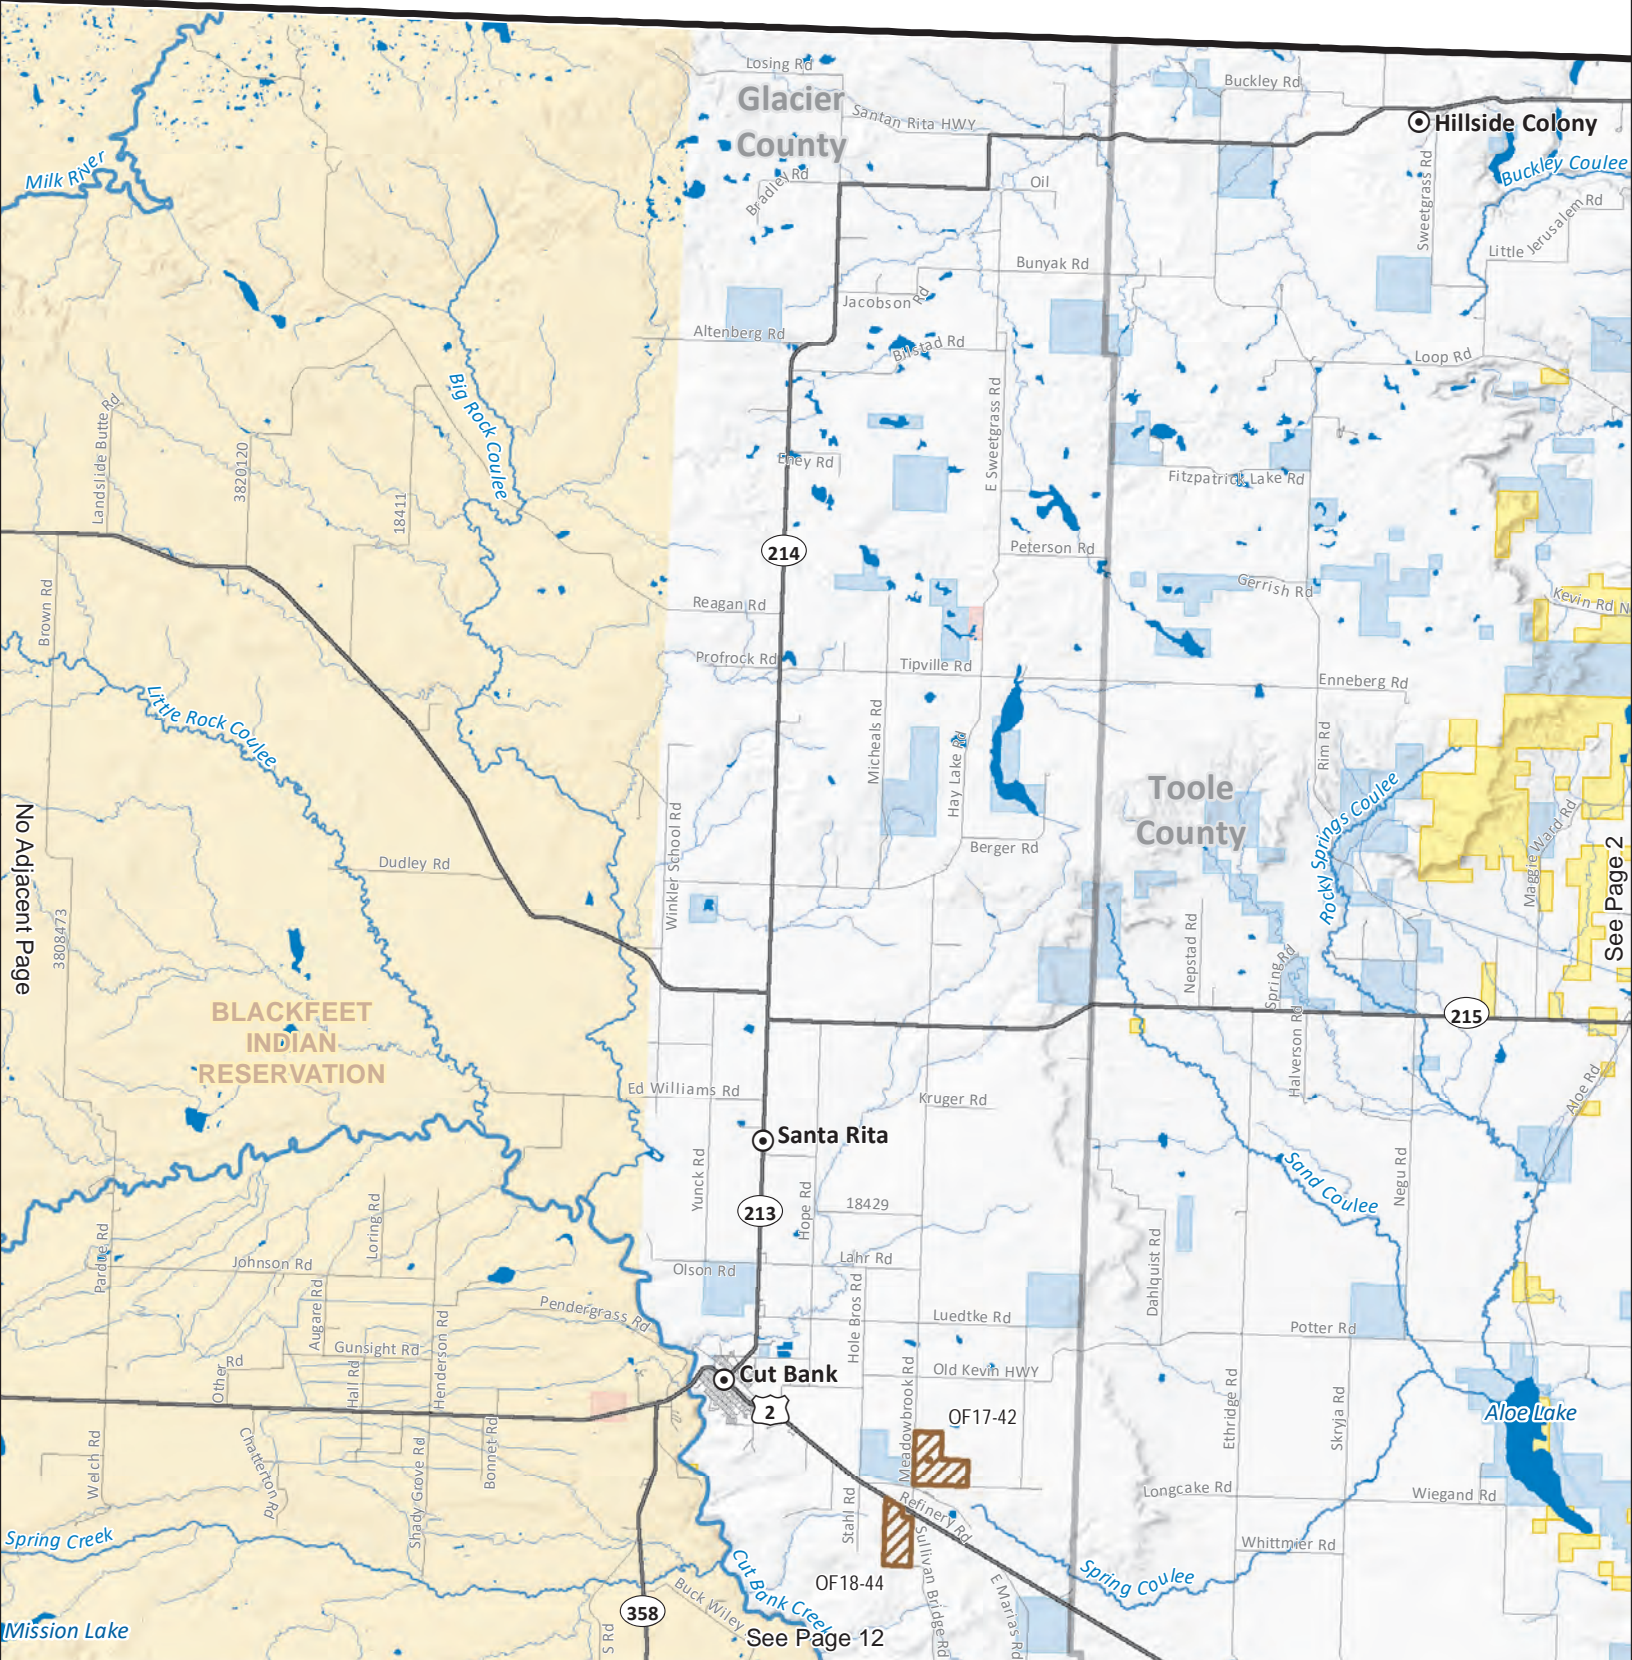 Losing Rd
Glacier
County
Santan Rita HWY
Buckley Rd
Hillside Colony
Buckley Coulee
Milk River
Bradley Rd
Oil
Sweetgrass Rd
Little Jerusalem Rd
Bunyak Rd
Jacobson Rd
Altenberg Rd
Bilstad Rd
Loop Rd
Big Rock Coulee
Landslide Butte Rd
3820120
18411
E Sweetgrass Rd
Eney Rd
Fitzpatrick Lake Rd
214
Peterson Rd
Gerrish Rd
Kevin Rd N
Brown Rd
Reagan Rd
Profrock Rd
Tipville Rd
Enneberg Rd
Little Rock Coulee
Micheals Rd
Hay Lake Rd
Rim Rd
Toole
County
Rocky Springs Coulee
Maggie Ward Rd
See Page 2
No Adjacent Page
Winkler School Rd
Dudley Rd
Berger Rd
3808473
Nepstad Rd
Spring Rd
BLACKFEET
INDIAN
RESERVATION
Halverson Rd
215
Ed Williams Rd
Kruger Rd
Aloe Rd
Santa Rita
Yunck Rd
Hope Rd
213
18429
Sand Coulee
Negu Rd
Pardue Rd
Loring Rd
Johnson Rd
Lahr Rd
Olson Rd
Dahlquist Rd
Augare Rd
Pendergrass Rd
Hole Bros Rd
Luedtke Rd
Potter Rd
Gunsight Rd
Henderson Rd
Other Rd
Hall Rd
Cut Bank
Old Kevin HWY
2
Meadowbrook Rd
OF17-42
Ethridge Rd
Skryja Rd
Aloe Lake
Welch Rd
Chatterton Rd
Shady Grove Rd
Bonnet Rd
Longcake Rd
Wiegand Rd
Stahl Rd
Refinery Rd
Spring Creek
Whittmier Rd
Sullivan Bridge Rd
OF18-44
Cut Bank Creek
E Marias Rd
Spring Coulee
Buck Wiley
358
S Rd
Mission Lake
See Page 12